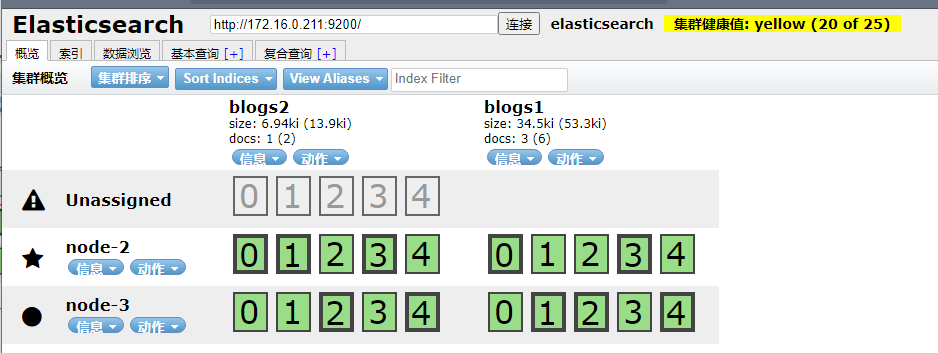 Elasticsearch http://172.16.0.211:9200/ 连接 elasticsearch 集群健康值: yellow (20 of 25)
概览 索引 数据浏览 基本查询 [+] 复合查询 [+]
集群概览 集群排序 Sort Indices View Aliases Index Filter
blogs2 blogs1
size: 6.94ki (13.9ki) size: 34.5ki (53.3ki)
docs: 1 (2) docs: 3 (6)
信息 动作 信息 动作
Unassigned 0 1 2 3 4
node-2 0 1 2 3 4 0 1 2 3 4
信息 动作
node-3 0 1 2 3 4 0 1 2 3 4
信息 动作